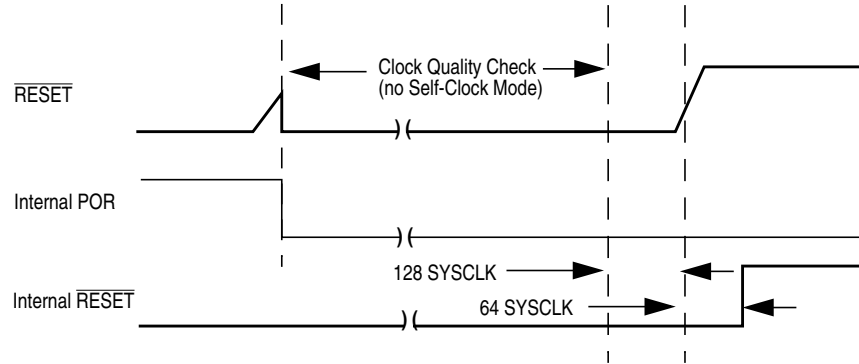 Clock Quality Check
(no Self-Clock Mode)
RESET
) (
Internal POR
) (
128 SYSCLK
Internal RESET
64 SYSCLK
) (